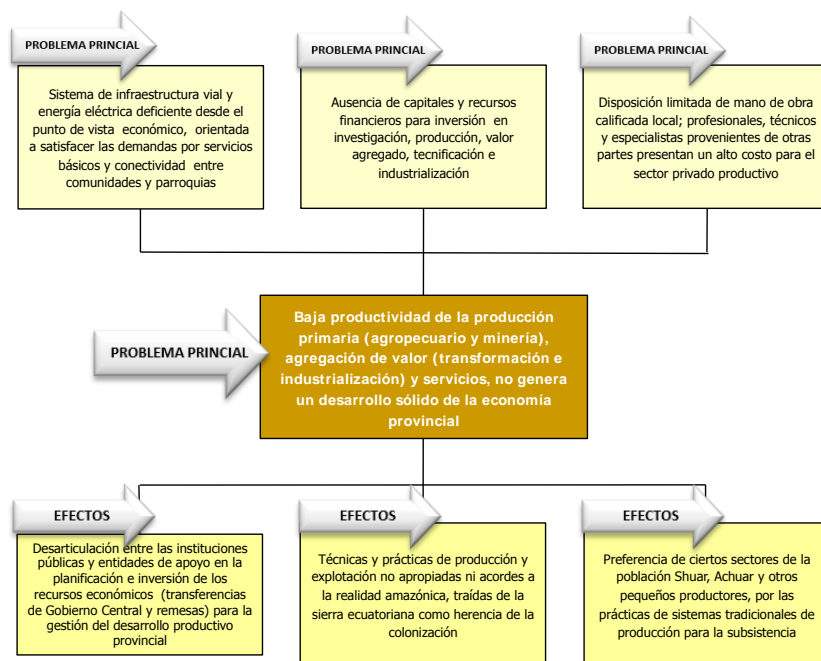 PROBLEMA PRINCIAL
Sistema de infraestructura vial y
energía eléctrica deficiente desde el
punto de vista económico, orientada
a satisfacer las demandas por servicios
básicos y conectividad entre
comunidades y parroquias
PROBLEMA PRINCIAL
Ausencia de capitales y recursos
financieros para inversión en
investigación, producción, valor
agregado, tecnificación e
industrialización
PROBLEMA PRINCIAL
Disposición limitada de mano de obra
calificada local; profesionales, técnicos
y especialistas provenientes de otras
partes presentan un alto costo para el
sector privado productivo
PROBLEMA PRINCIAL
Baja productividad de la producción
primaria (agropecuario y minería),
agregación de valor (transformación e
industrialización) y servicios, no genera
un desarrollo sólido de la economía
provincial
EFECTOS
Desarticulación entre las instituciones
públicas y entidades de apoyo en la
planificación e inversión de los
recursos económicos (transferencias
de Gobierno Central y remesas) para la
gestión del desarrollo productivo
provincial
EFECTOS
Técnicas y prácticas de producción y
explotación no apropiadas ni acordes a
la realidad amazónica, traídas de la
sierra ecuatoriana como herencia de la
colonización
EFECTOS
Preferencia de ciertos sectores de la
población Shuar, Achuar y otros
pequeños productores, por las
prácticas de sistemas tradicionales de
producción para la subsistencia